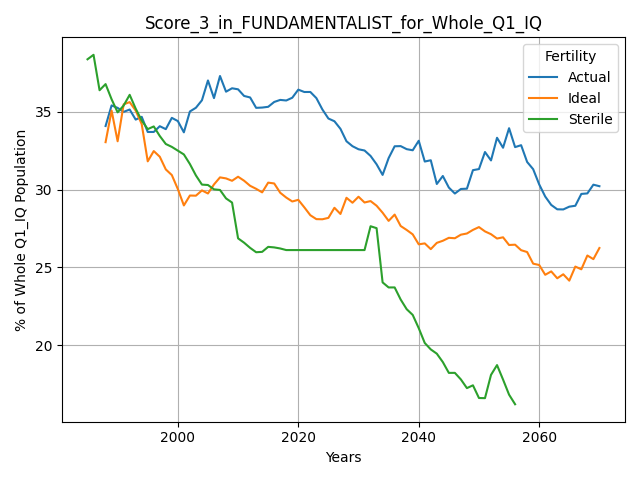 Score_3_in_FUNDAMENTALIST_for_Whole_Q1_IQ
% of Whole Q1_IQ Population
35
30
25
20
Fertility
Actual
Ideal
Sterile
2000 2020 2040 2060
Years